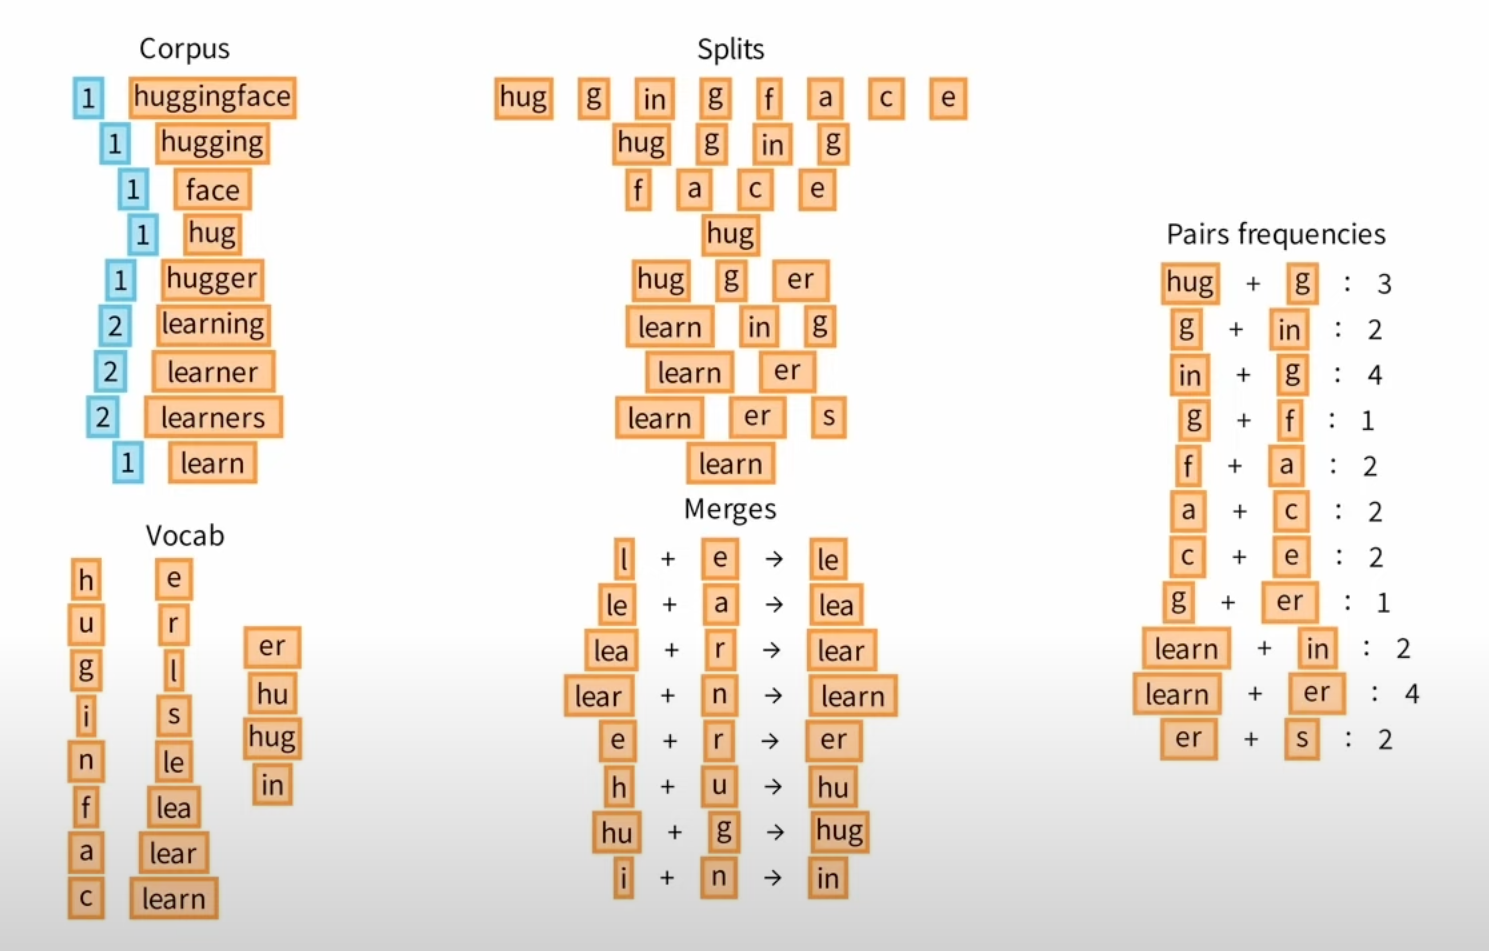 Corpus
1 huggingface
1 hugging
1 face
1 hug
1 hugger
2 learning
2 learner
2 learners
1 learn
Vocab
h e
u r er
g l hu
i s hug
n le in
f lea
a lear
c learn
Splits
hug g in g f a c e
hug g in g
f a c e
hug
hug g er
learn in g
learn er
learn er s
learn
Merges
l + e → le
le + a → lea
lea + r → lear
lear + n → learn
e + r → er
h + u → hu
hu + g → hug
i + n → in
Pairs frequencies
hug + g : 3
g + in : 2
in + g : 4
g + f : 1
f + a : 2
a + c : 2
c + e : 2
g + er : 1
learn + in : 2
learn + er : 4
er + s : 2